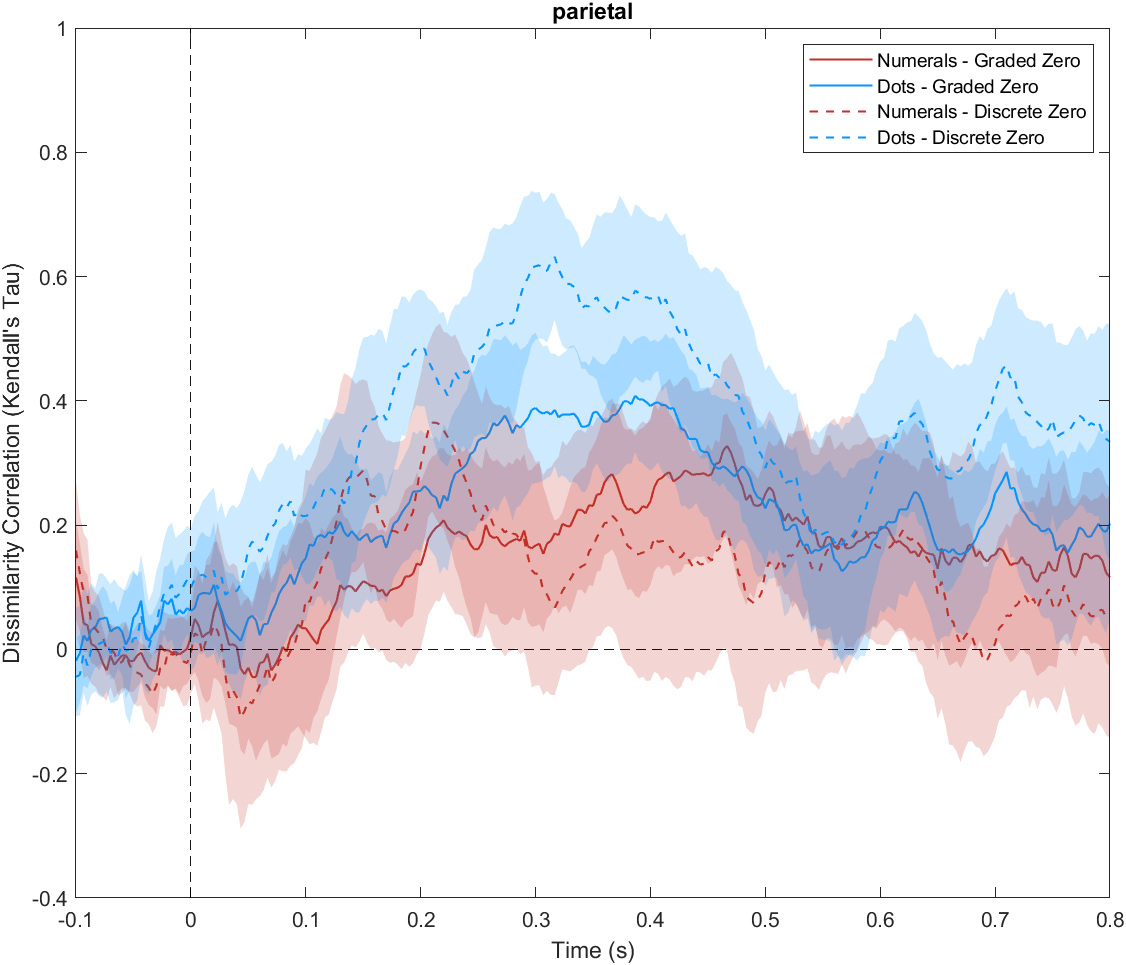 parietal
Numerals - Graded Zero
Dots - Graded Zero
Numerals - Discrete Zero
Dots - Discrete Zero
Dissimilarity Correlation (Kendall's Tau)
1
0.8
0.6
0.4
0.2
0
-0.2
-0.4
-0.1 0 0.1 0.2 0.3 0.4 0.5 0.6 0.7 0.8
Time (s)